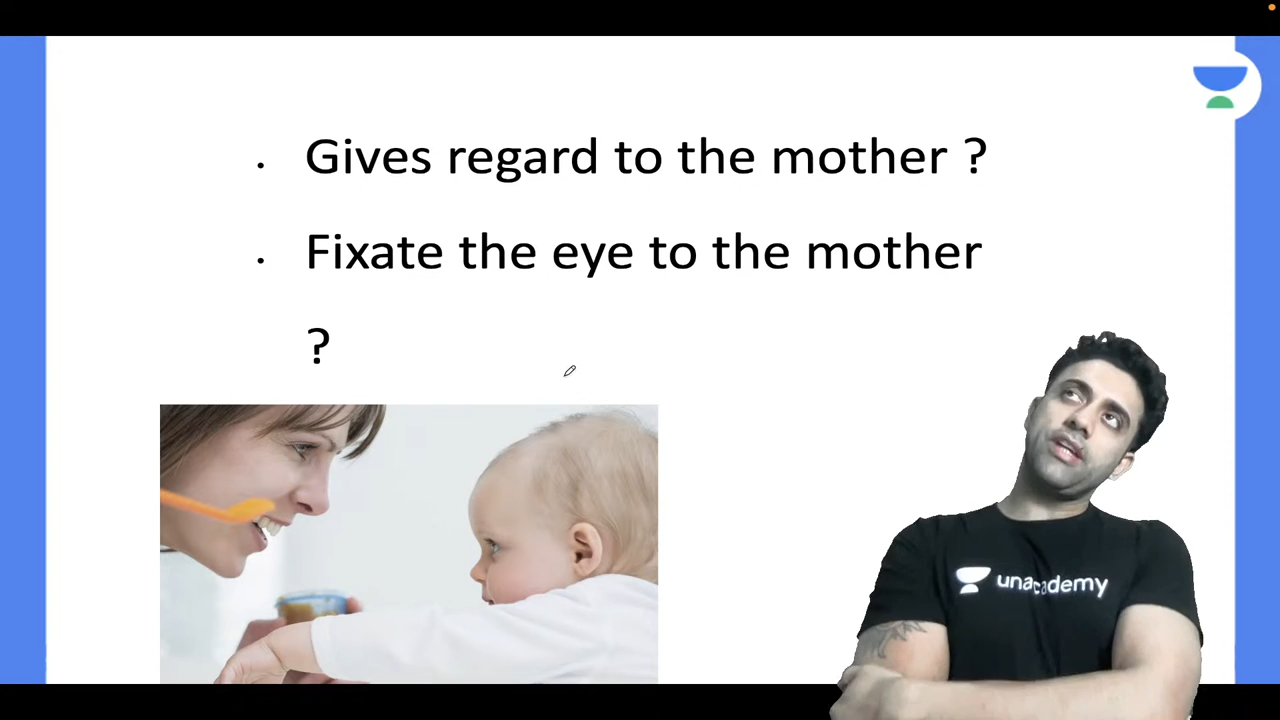 Gives regard to the mother ?
Fixate the eye to the mother
?
unacademy